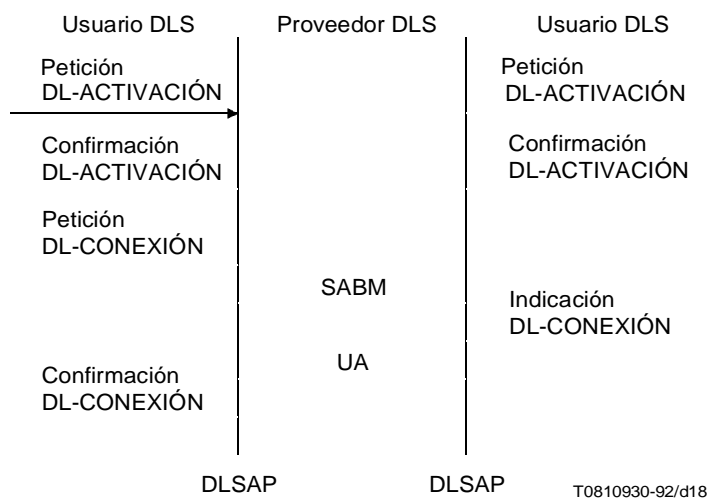 Usuario DLS
Proveedor DLS
Usuario DLS
Petición
DL-ACTIVACIÓN
Petición
DL-ACTIVACIÓN
Confirmación
DL-ACTIVACIÓN
Confirmación
DL-ACTIVACIÓN
Petición
DL-CONEXIÓN
SABM
Indicación
DL-CONEXIÓN
UA
Confirmación
DL-CONEXIÓN
DLSAP
DLSAP
T0810930-92/d18